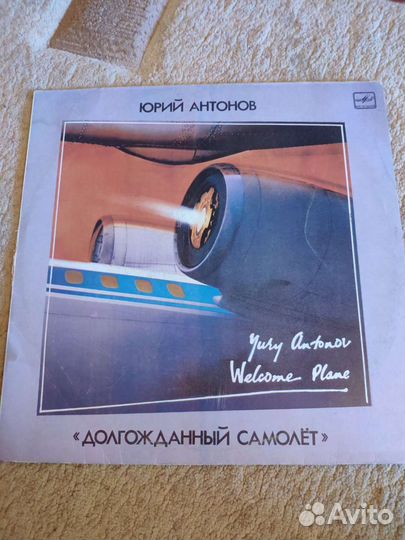 ЮРИЙ АНТОНОВ
Yury Antonov
Welcome Plane
«ДОЛГОЖДАННЫЙ САМОЛЁТ»
Avito